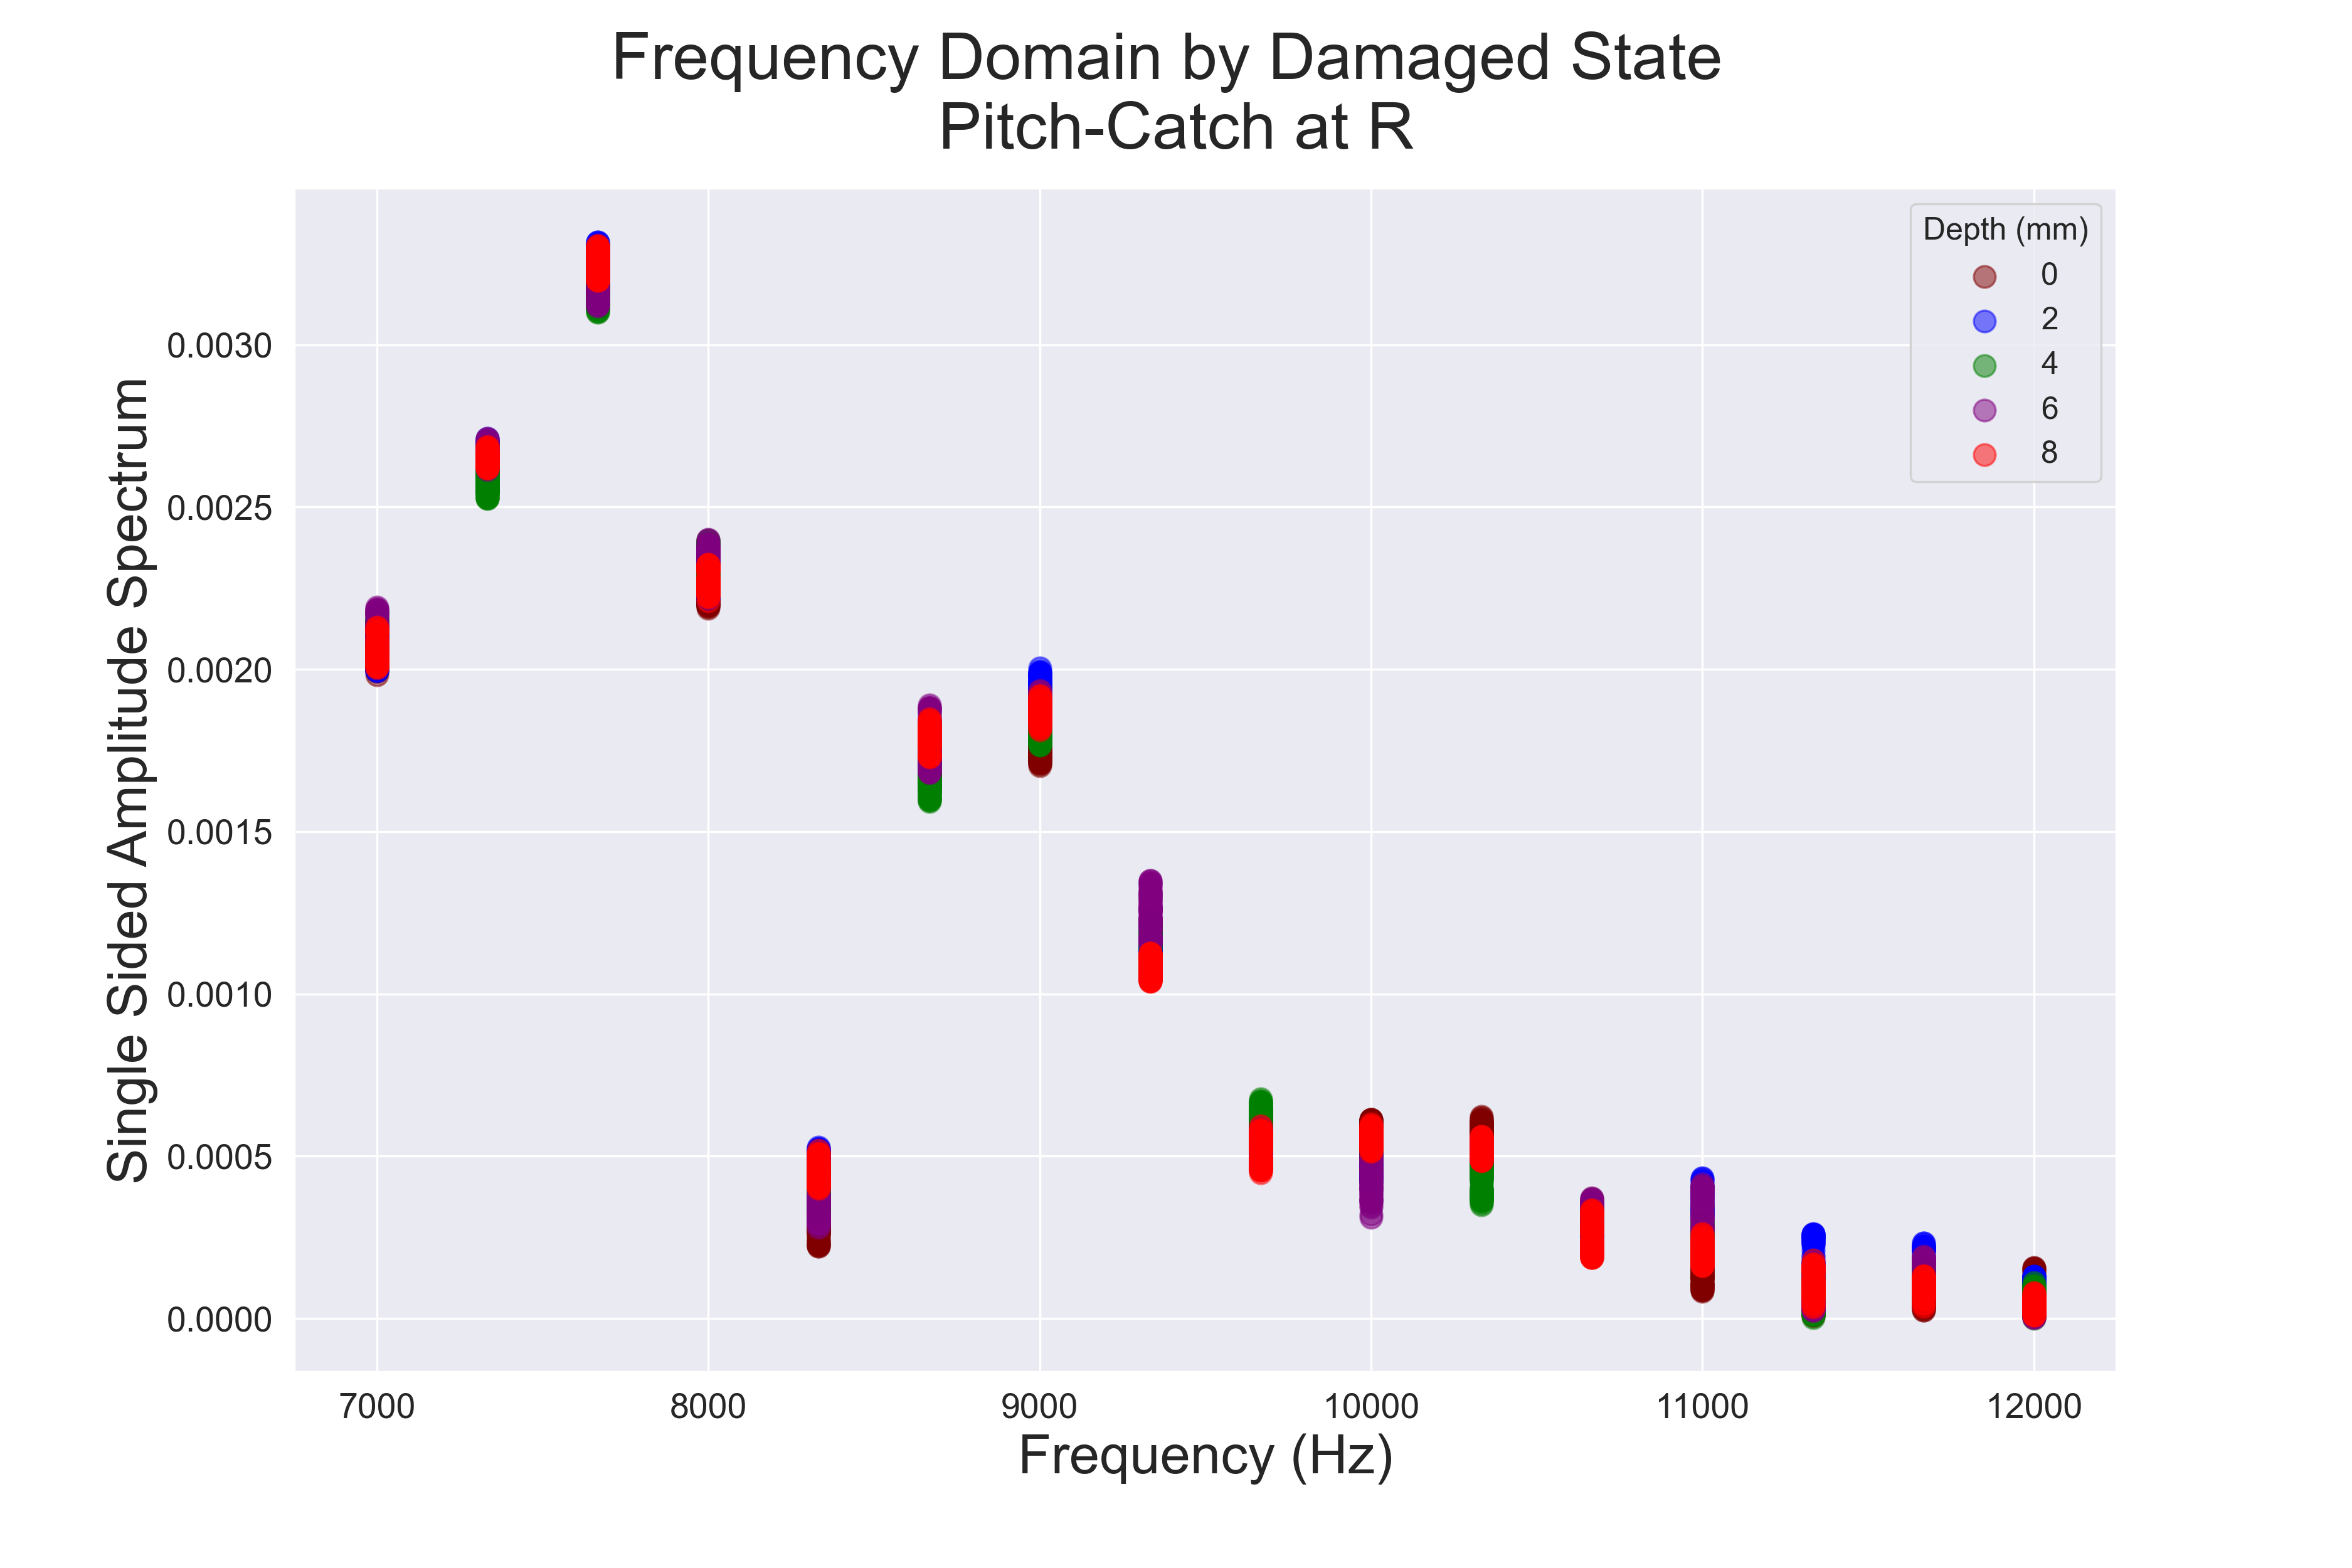 Frequency Domain by Damaged State
Pitch-Catch at R
Depth (mm)
0
2
4
6
8
Single Sided Amplitude Spectrum
0.0030
0.0025
0.0020
0.0015
0.0010
0.0005
0.0000
7000 8000 9000 10000 11000 12000
Frequency (Hz)